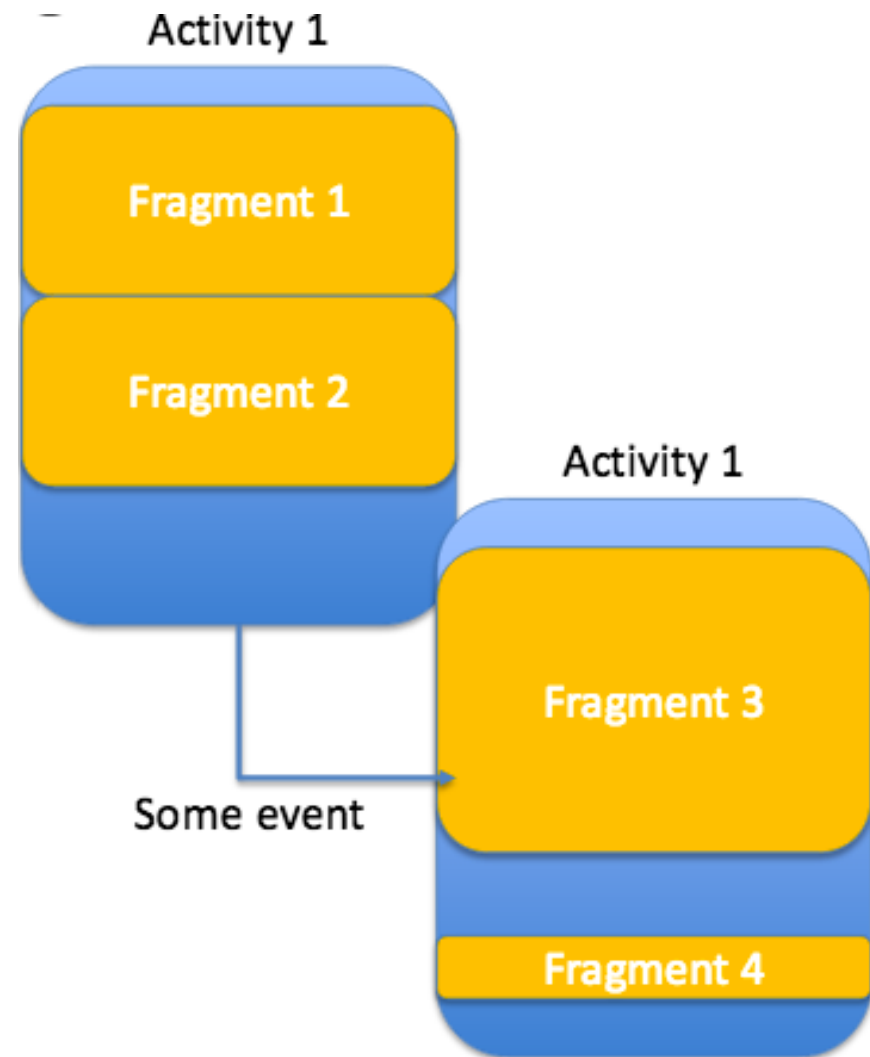 Activity 1
Fragment 1
Fragment 2
Activity 1
Fragment 3
Some event
Fragment 4